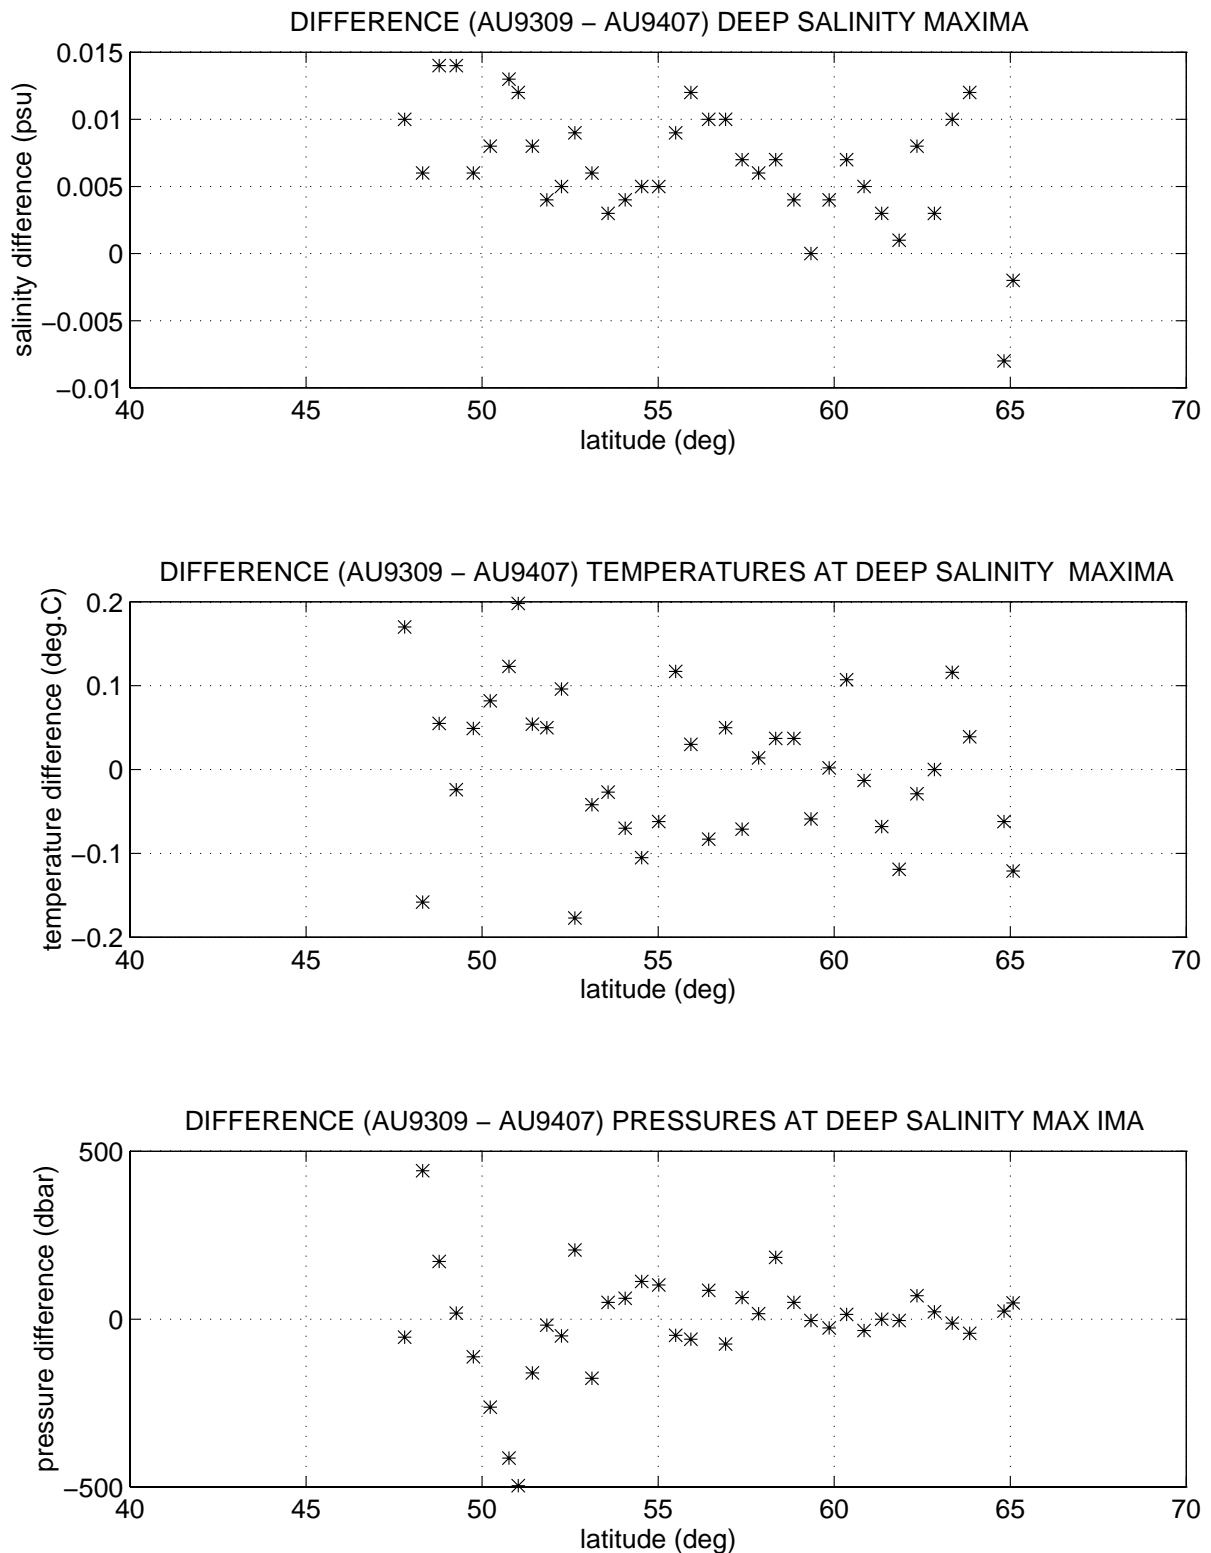 DIFFERENCE (AU9309 − AU9407) DEEP SALINITY MAXIMA
salinity difference (psu)
0.015
0.01
0.005
0
−0.005
−0.01
40 45 50 55 60 65 70
latitude (deg)
DIFFERENCE (AU9309 − AU9407) TEMPERATURES AT DEEP SALINITY MAXIMA
temperature difference (deg.C)
0.2
0.1
0
−0.1
−0.2
40 45 50 55 60 65 70
latitude (deg)
DIFFERENCE (AU9309 − AU9407) PRESSURES AT DEEP SALINITY MAX IMA
pressure difference (dbar)
500
0
−500
40 45 50 55 60 65 70
latitude (deg)